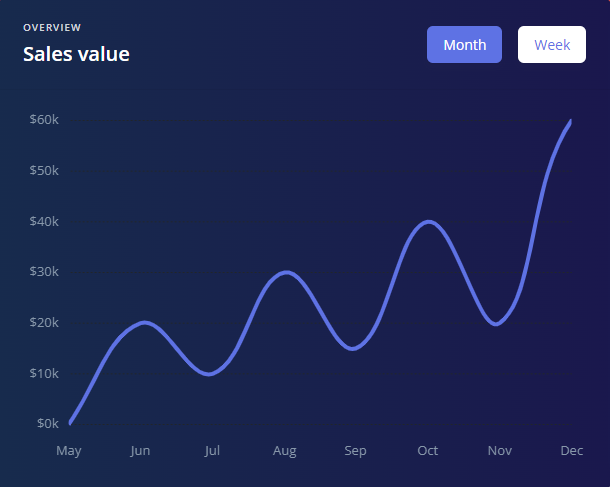 OVERVIEW
Sales value
Month Week
$60k
$50k
$40k
$30k
$20k
$10k
$0k
May Jun Jul Aug Sep Oct Nov Dec